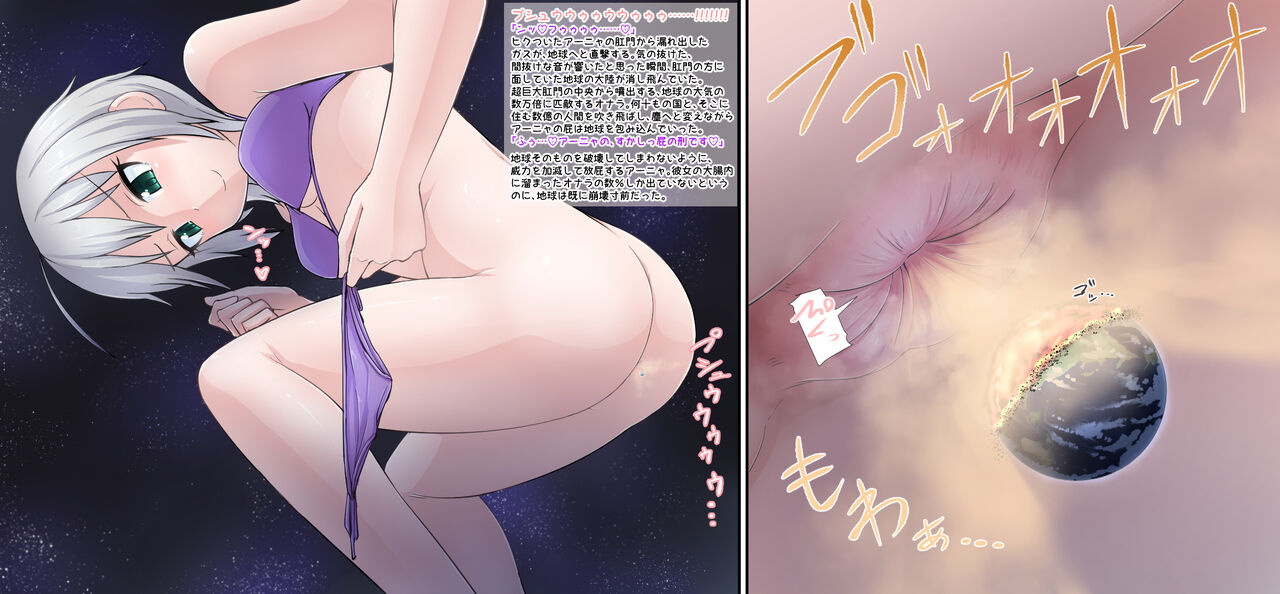 プシュウウゥゥウウゥゥゥ……!!!!!!!
「ンッ♡フゥゥゥゥ……♡」
ヒクついたアーニャの肛門から漏れ出した
ガスが、地球へと直撃する。気の抜けた、
間抜けな音が響いたと思った瞬間、肛門の方に
面していた地球の大陸が消し飛んでいた。
超巨大肛門の中央から噴出する、地球の大気の
数万倍に匹敵するオナラ。何十もの国と、そこに
住む数億の人間を吹き飛ばし、塵へと変えながら
アーニャの屁は地球を包み込んでいった。
「ふぅ…♡アーニャの、すかしっ屁の刑です♡」
地球そのものを破壊してしまわないように、
威力を加減して放屁するアーニャ。彼女の大腸内
に溜まったオナラの数%しか出ていないという
のに、地球は既に崩壊寸前だった。
ンッ…♡
プシュウゥウゥゥウゥ…
ブゴォオォオォオ
ぷくっ
ゴッ…
もわぁ…